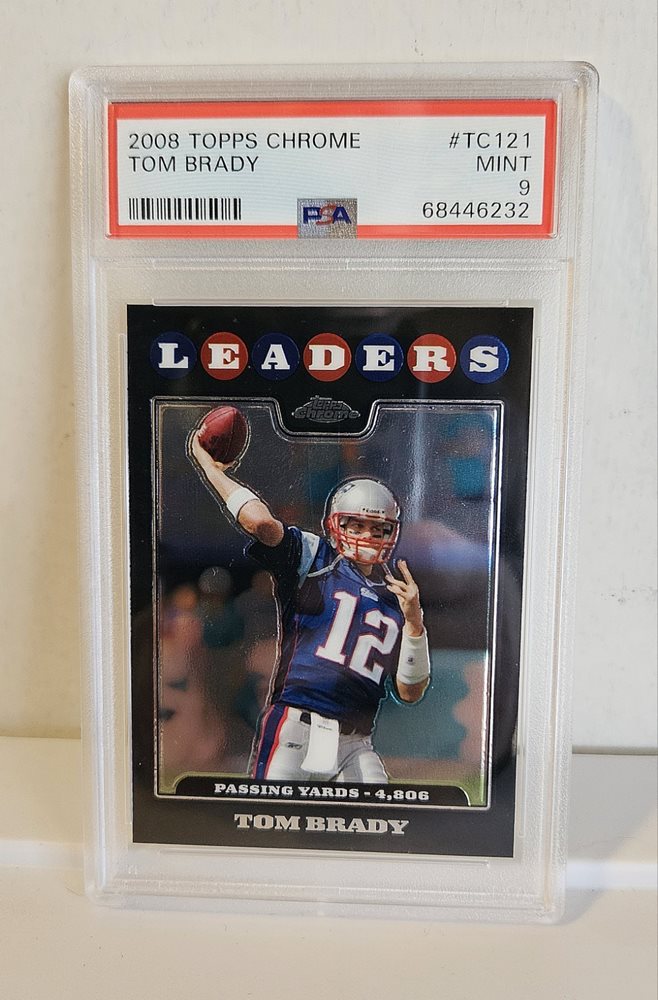 2008 TOPPS CHROME #TC121
TOM BRADY MINT
9
PSA 68446232
LEADERS
Topps
Chrome
12
PASSING YARDS - 4,806
TOM BRADY